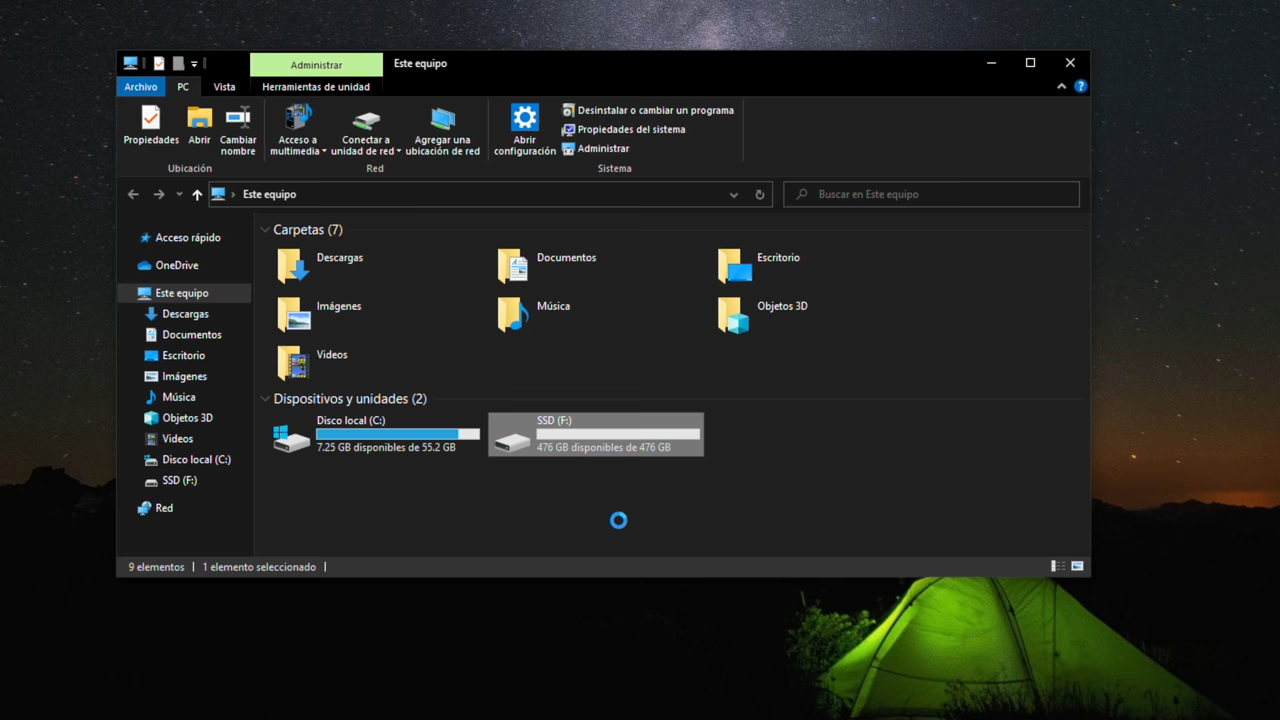 Administrar
Este equipo
Archivo
PC
Vista
Herramientas de unidad
Propiedades
Abrir
Cambiar
nombre
Ubicación
Acceso a
multimedia
Conectar a
unidad de red
Agregar una
ubicación de red
Red
Abrir
configuración
Desinstalar o cambiar un programa
Propiedades del sistema
Administrar
Sistema
Este equipo
Buscar en Este equipo
Acceso rápido
OneDrive
Este equipo
Descargas
Documentos
Escritorio
Imágenes
Música
Objetos 3D
Videos
Disco local (C:)
SSD (F:)
Red
Carpetas (7)
Descargas
Documentos
Escritorio
Imágenes
Música
Objetos 3D
Videos
Dispositivos y unidades (2)
Disco local (C:)
7.25 GB disponibles de 55.2 GB
SSD (F:)
476 GB disponibles de 476 GB
9 elementos
1 elemento seleccionado